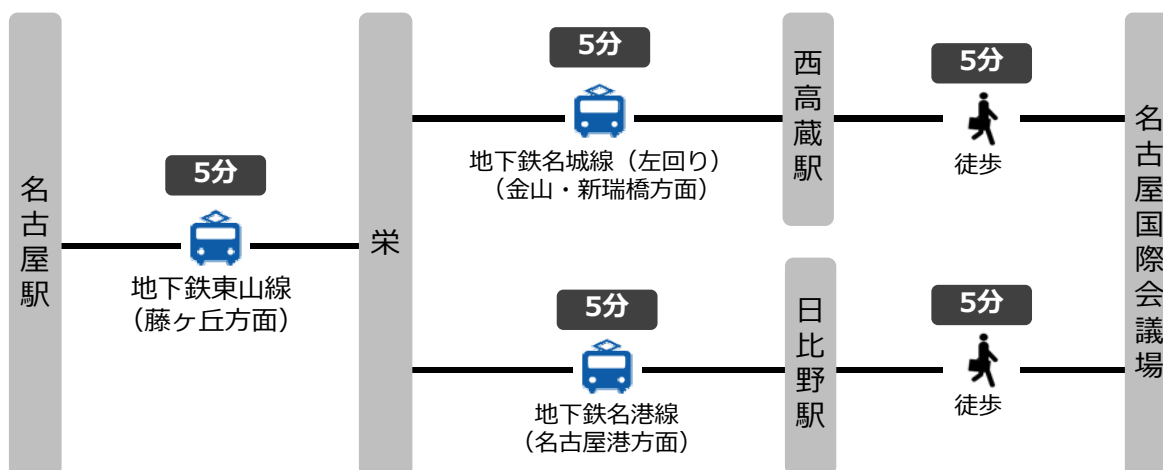 名古屋駅
5分
地下鉄東山線
（藤ヶ丘方面）
栄
5分
地下鉄名城線（左回り）
（金山・新瑞橋方面）
西高蔵駅
5分
徒歩
5分
地下鉄名港線
（名古屋港方面）
日比野駅
5分
徒歩
名古屋国際会議場